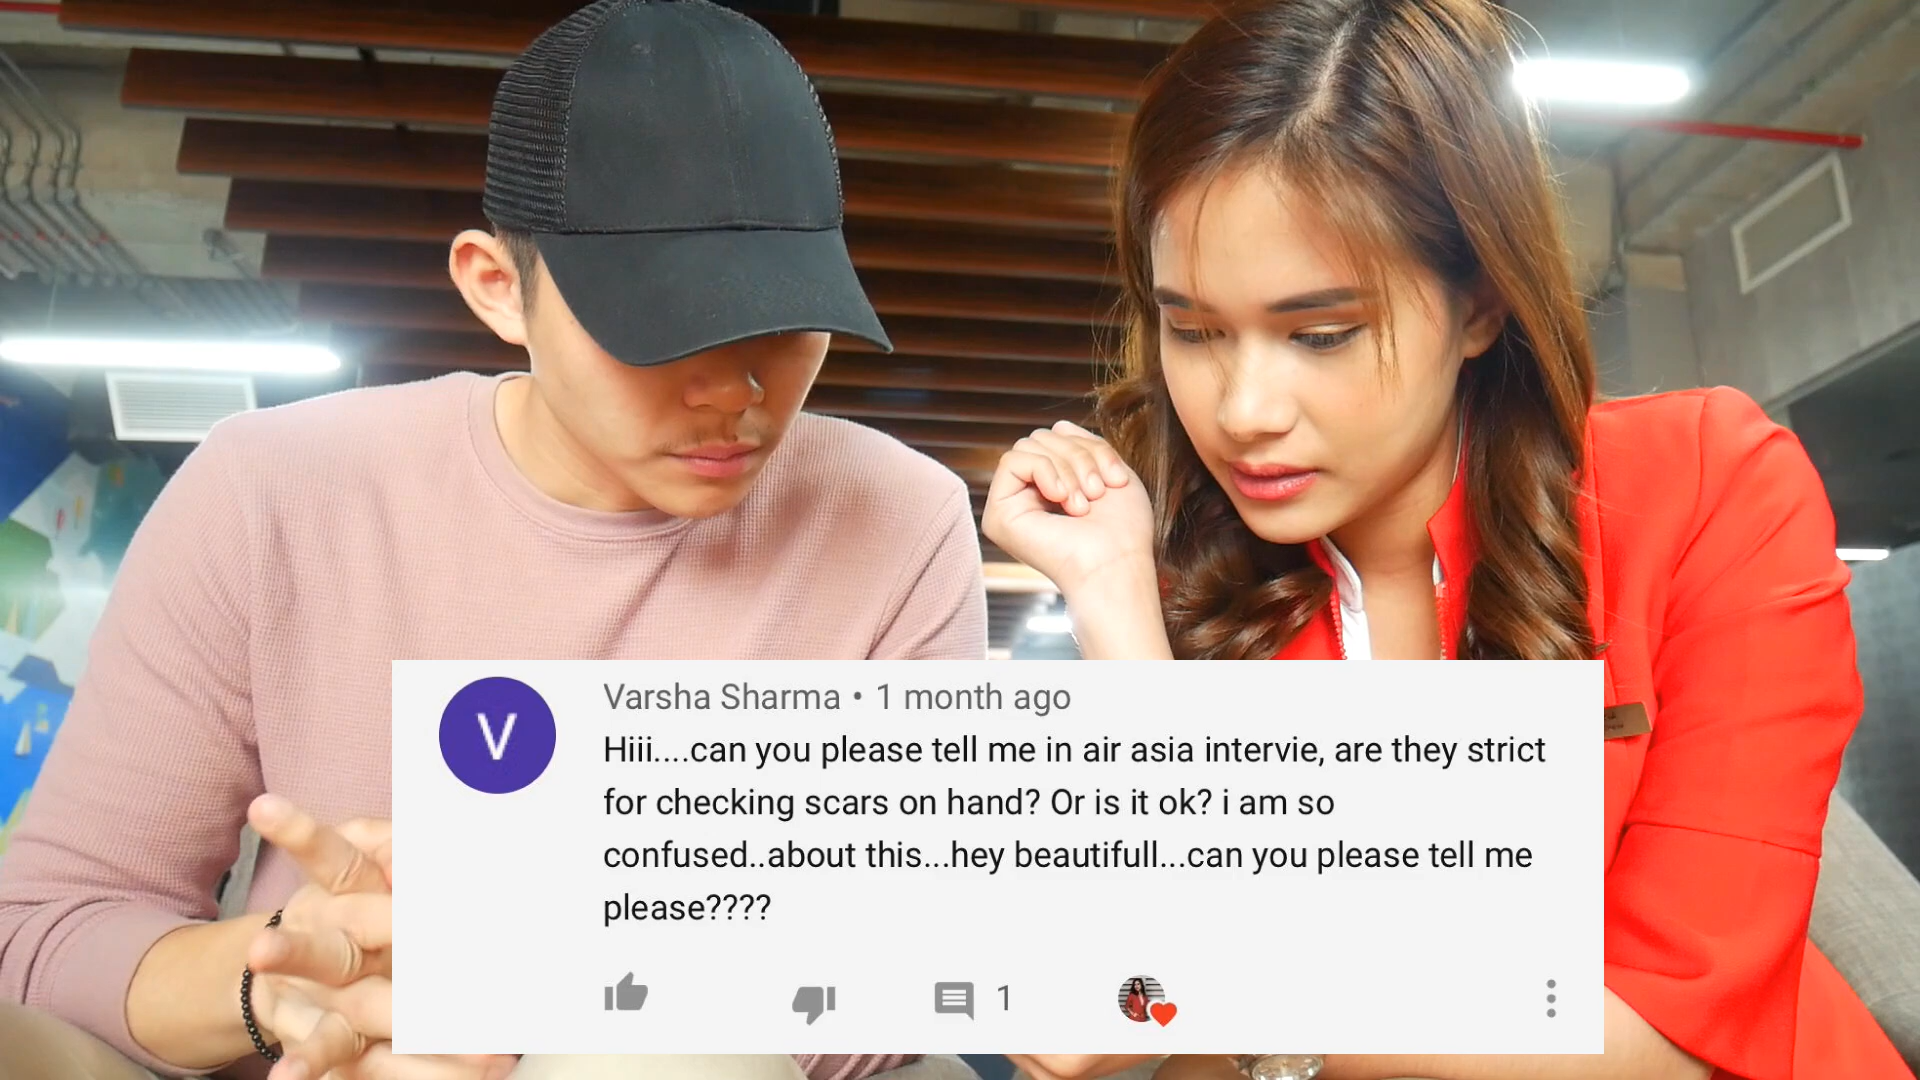 V
Varsha Sharma • 1 month ago
Hiii....can you please tell me in air asia intervie, are they strict
for checking scars on hand? Or is it ok? i am so
confused..about this...hey beautifull...can you please tell me
please????
1